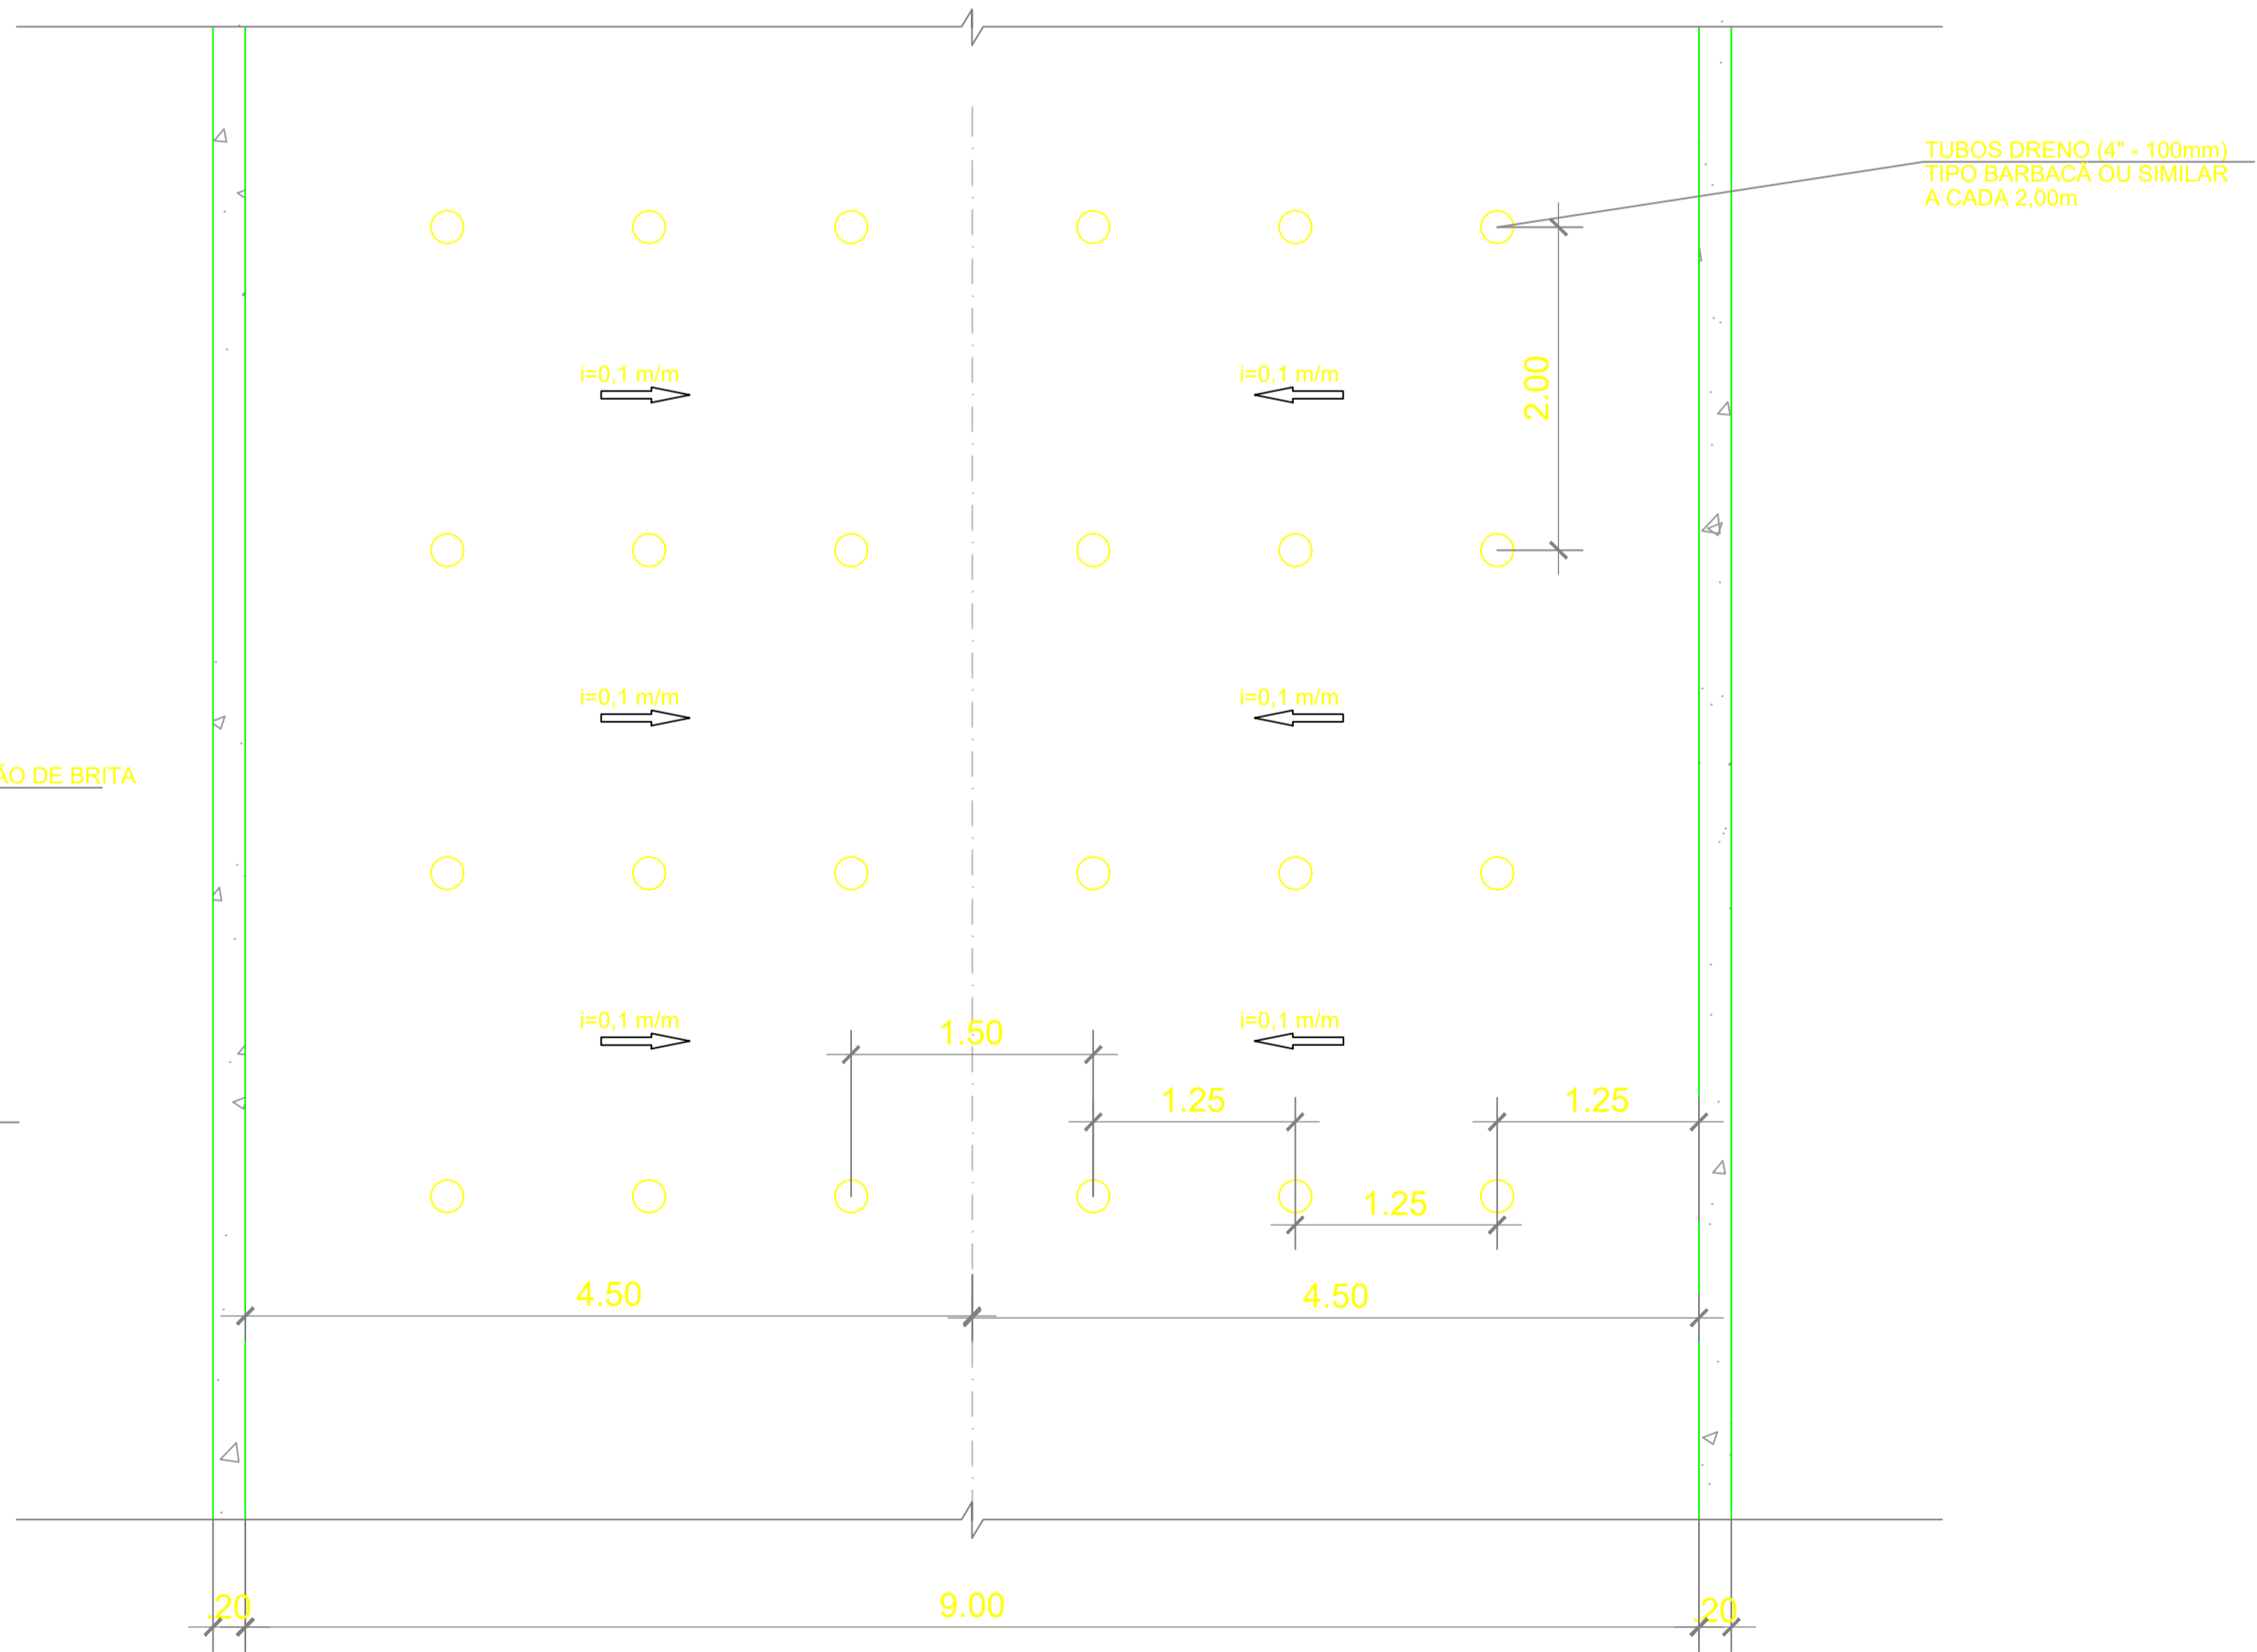 TUBOS DRENO (4" - 100mm)
TIPO BARBACÃ OU SIMILAR
A CADA 2,00m
i=0,1 m/m
i=0,1 m/m
2.00
i=0,1 m/m
i=0,1 m/m
ÃO DE BRITA
i=0,1 m/m
1.50
i=0,1 m/m
1.25
1.25
1.25
4.50
4.50
.20
9.00
.20